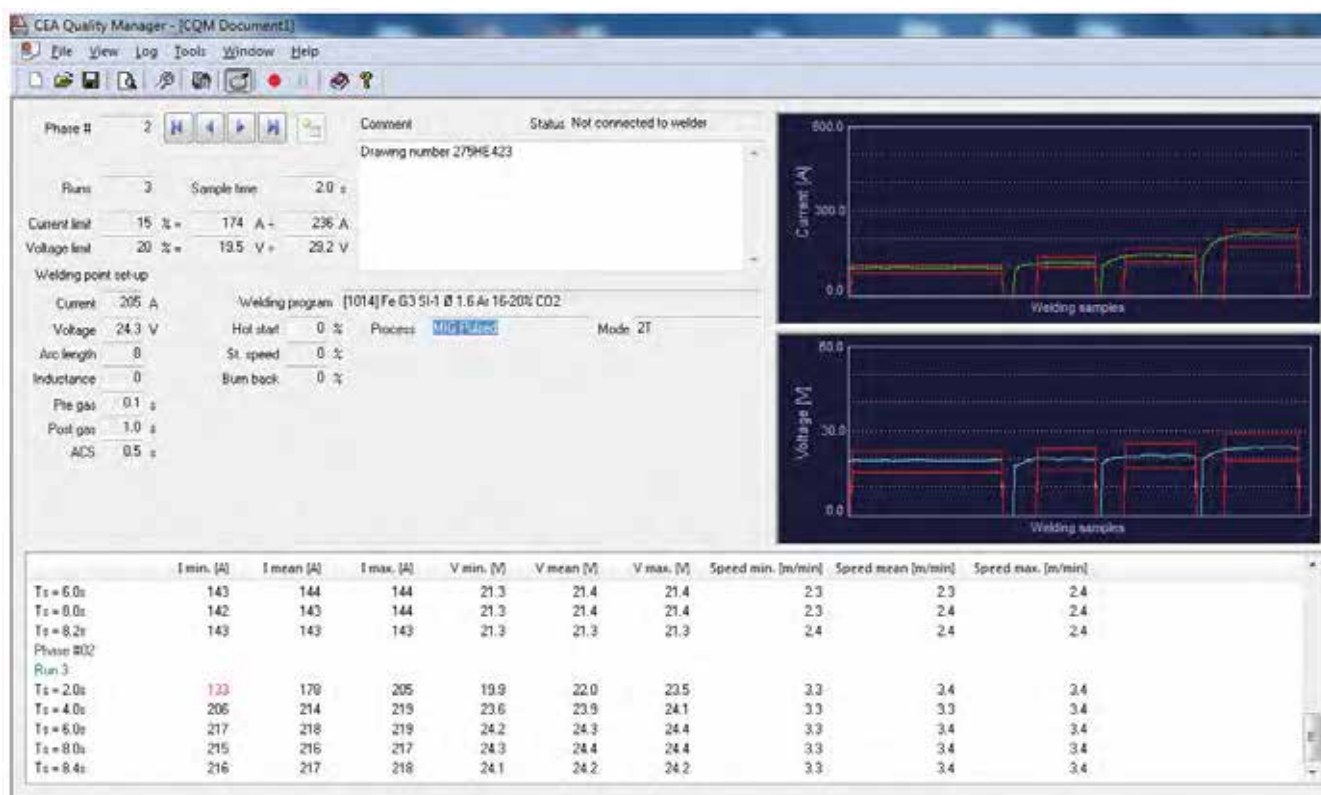 CEA Quality Manager - [CQM Document1]
File View Log Tools Window Help
Phase # 2
Comment
Status Not connected to welder
Drawing number 275HE423
Runs 3 Sample time 2.0 s
Current limit 15 % = 174 A - 236 A
Voltage limit 20 % = 19.5 V - 29.2 V
Welding point set-up
Current 205 A
Welding program [1014] Fe G3 SI-1 Ø 1.6 Ar 16-20% CO2
Voltage 24.3 V Hot start 0 % Process MIG Pulsed Mode 2T
Arc length 0 St. speed 0 %
Inductance 0 Burn back 0 %
Pre gas 0.1 s
Post gas 1.0 s
ACS 0.5 s
600.0
Current [A]
300.0
0.0
Welding samples
60.0
Voltage [V]
30.0
0.0
Welding samples
I min. [A] I mean [A] I max. [A] V min. [V] V mean [V] V max. [V] Speed min. [m/min] Speed mean [m/min] Speed max. [m/min]
Ts = 6.0s 143 144 144 21.3 21.4 21.4 2.3 2.3 2.4
Ts = 8.0s 142 143 144 21.3 21.4 21.4 2.3 2.4 2.4
Ts = 8.2s 143 143 143 21.3 21.3 21.3 2.4 2.4 2.4
Phase #02
Run 3
Ts = 2.0s 133 178 205 19.9 22.0 23.5 3.3 3.4 3.4
Ts = 4.0s 206 214 219 23.6 23.9 24.1 3.3 3.3 3.4
Ts = 6.0s 217 218 219 24.2 24.3 24.4 3.3 3.4 3.4
Ts = 8.0s 215 216 217 24.3 24.4 24.4 3.3 3.4 3.4
Ts = 8.4s 216 217 218 24.1 24.2 24.2 3.3 3.4 3.4